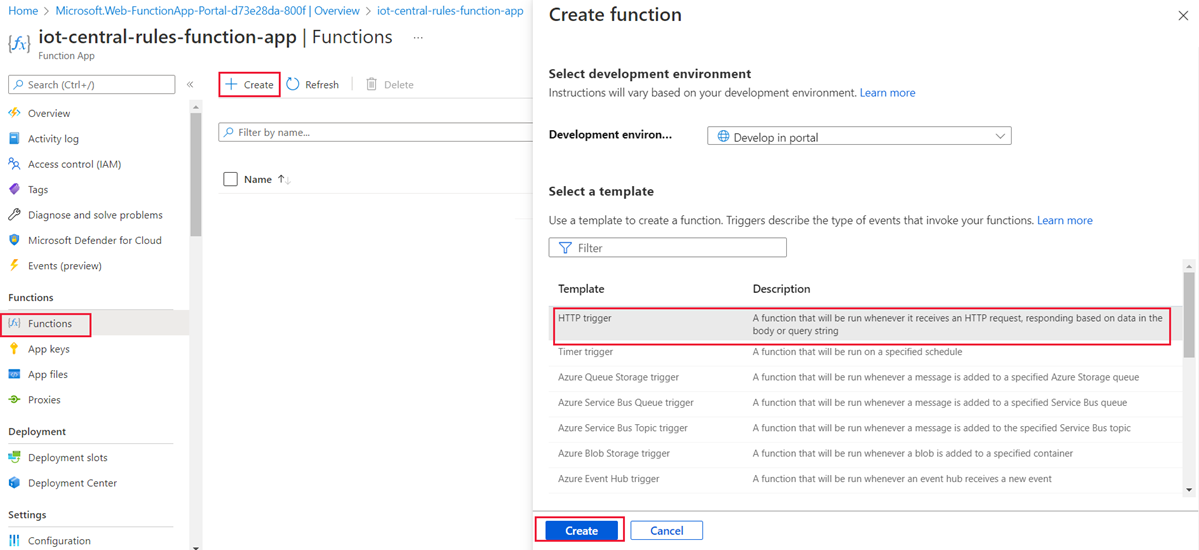 Home > Microsoft.Web-FunctionApp-Portal-d73e28da-800f | Overview > iot-central-rules-function-app
{fx} iot-central-rules-function-app | Functions ...
Function App
Search (Ctrl+/) «
Overview
Activity log
Access control (IAM)
Tags
Diagnose and solve problems
Microsoft Defender for Cloud
Events (preview)
Functions
Functions
App keys
App files
Proxies
Deployment
Deployment slots
Deployment Center
Settings
Configuration
+ Create Refresh Delete
Filter by name...
Name ↑↓
Create function
Select development environment
Instructions will vary based on your development environment. Learn more
Development environ... Develop in portal
Select a template
Use a template to create a function. Triggers describe the type of events that invoke your functions. Learn more
Filter
Template Description
HTTP trigger A function that will be run whenever it receives an HTTP request, responding based on data in the
body or query string
Timer trigger A function that will be run on a specified schedule
Azure Queue Storage trigger A function that will be run whenever a message is added to a specified Azure Storage queue
Azure Service Bus Queue trigger A function that will be run whenever a message is added to a specified Service Bus queue
Azure Service Bus Topic trigger A function that will be run whenever a message is added to the specified Service Bus topic
Azure Blob Storage trigger A function that will be run whenever a blob is added to a specified container
Azure Event Hub trigger A function that will be run whenever an event hub receives a new event
Create Cancel